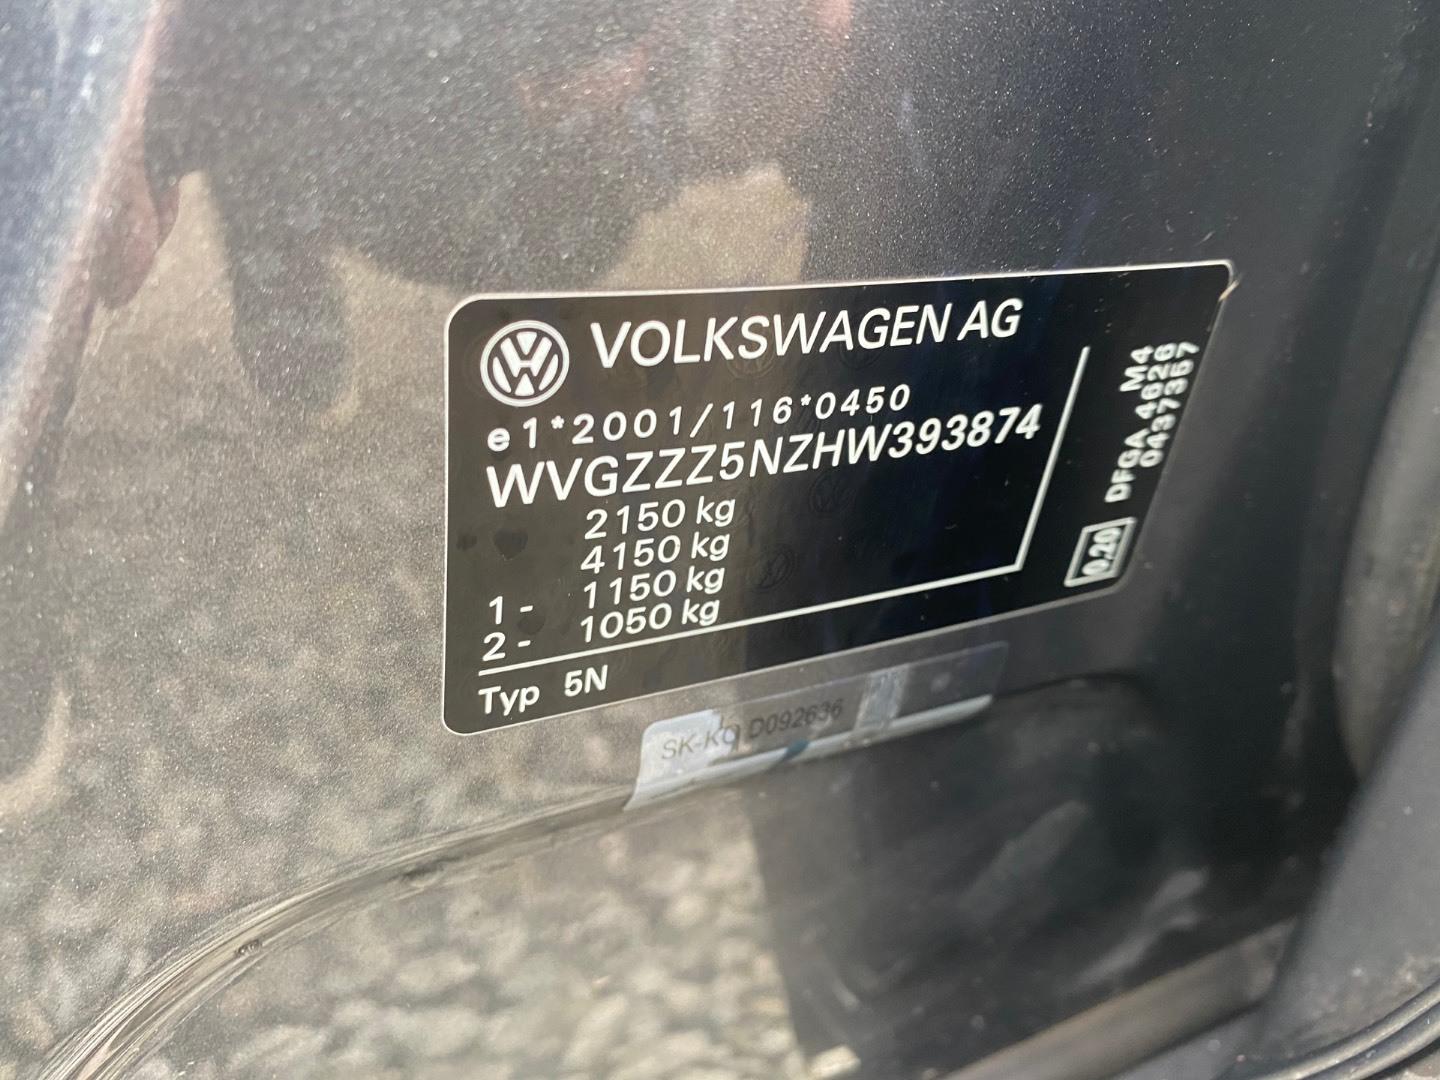 VOLKSWAGEN AG
e1*2001/116*0450
WVGZZZ5NZHW393874
2150 kg
4150 kg
1- 1150 kg
2- 1050 kg
Typ 5N
M4
DFGA 4626
0437357
0.20
SK-KO D092636